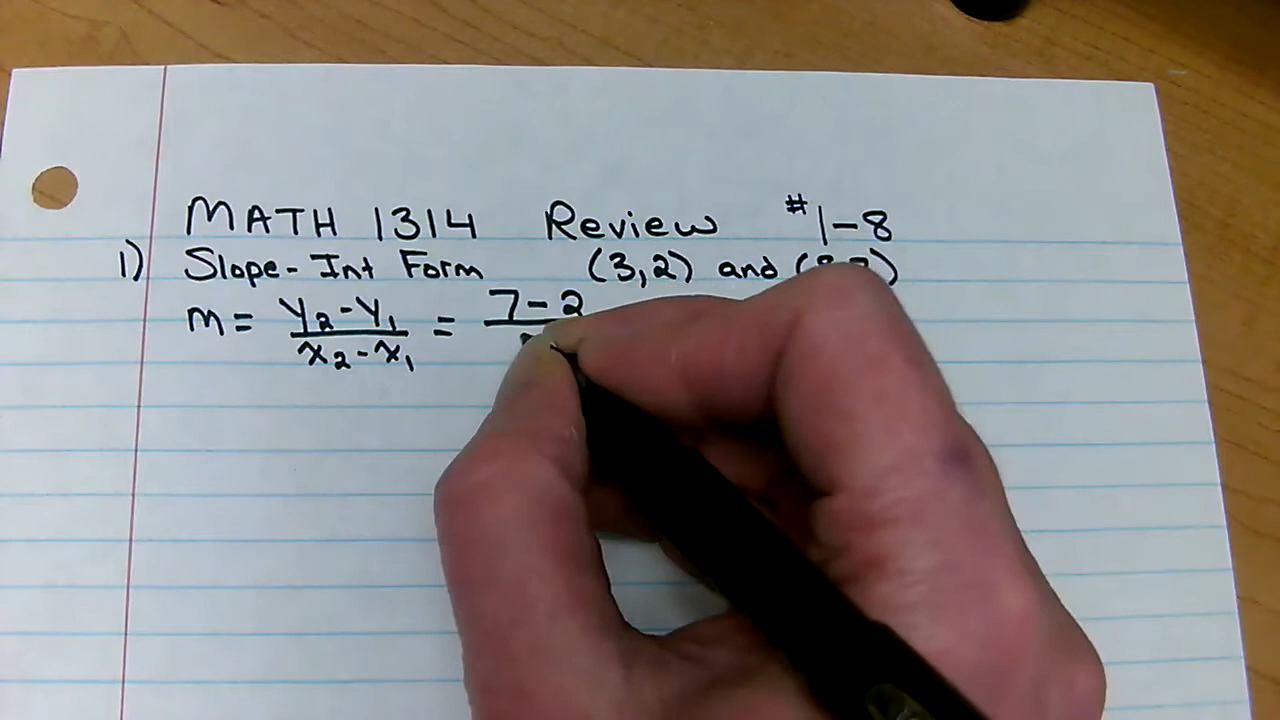 MATH 1314 Review #1-8
1) Slope-Int Form (3,2) and
m = y₂-y₁/x₂-x₁ = 7-2/